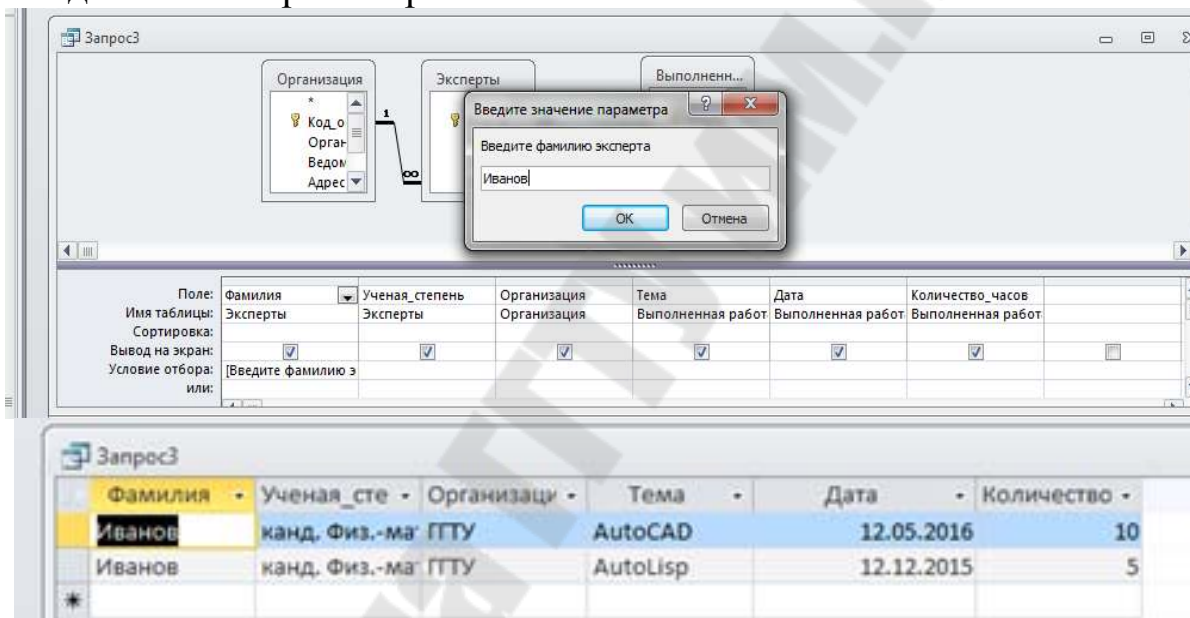 Запрос3
Организация Эксперты Выполненн...
*
Код_о
Орган
Ведом
Адрес
1
∞
Введите значение параметра
Введите фамилию эксперта
Иванов
ОК Отмена
Поле: Фамилия Ученая_степень Организация Тема Дата Количество_часов
Имя таблицы: Эксперты Эксперты Организация Выполненная работ Выполненная работ Выполненная работ
Сортировка:
Вывод на экран:
Условие отбора: [Введите фамилию э
или:
Запрос3
Фамилия Ученая_сте Организаци Тема Дата Количество
Иванов канд. Физ.-ма ГГТУ AutoCAD 12.05.2016 10
Иванов канд. Физ.-ма ГГТУ AutoLisp 12.12.2015 5
*